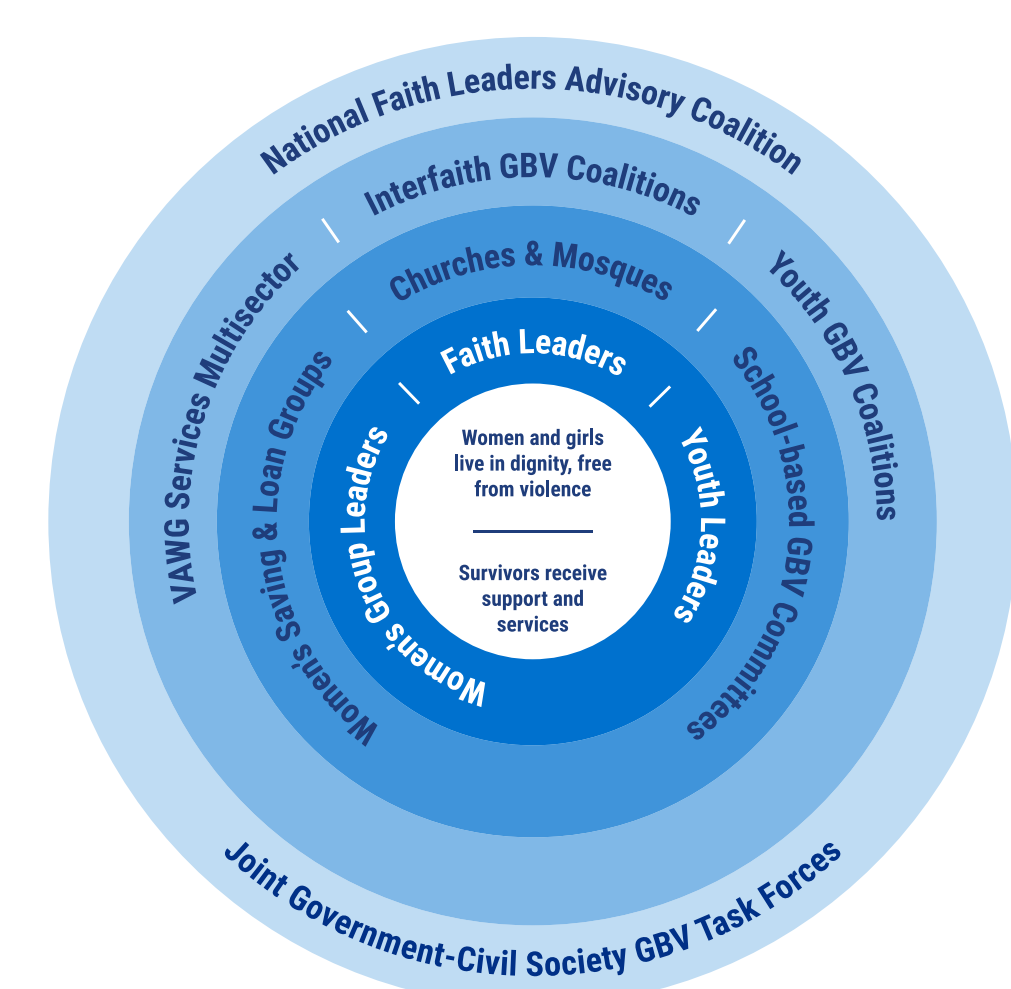 National Faith Leaders Advisory Coalition
Interfaith GBV Coalitions
VAWG Services Multisector
Youth GBV Coalitions
Churches & Mosques
Women's Saving & Loan Groups
School-based GBV Committees
Faith Leaders
Women's Group Leaders
Youth Leaders
Women and girls
live in dignity, free
from violence
Survivors receive
support and
services
Joint Government-Civil Society GBV Task Forces